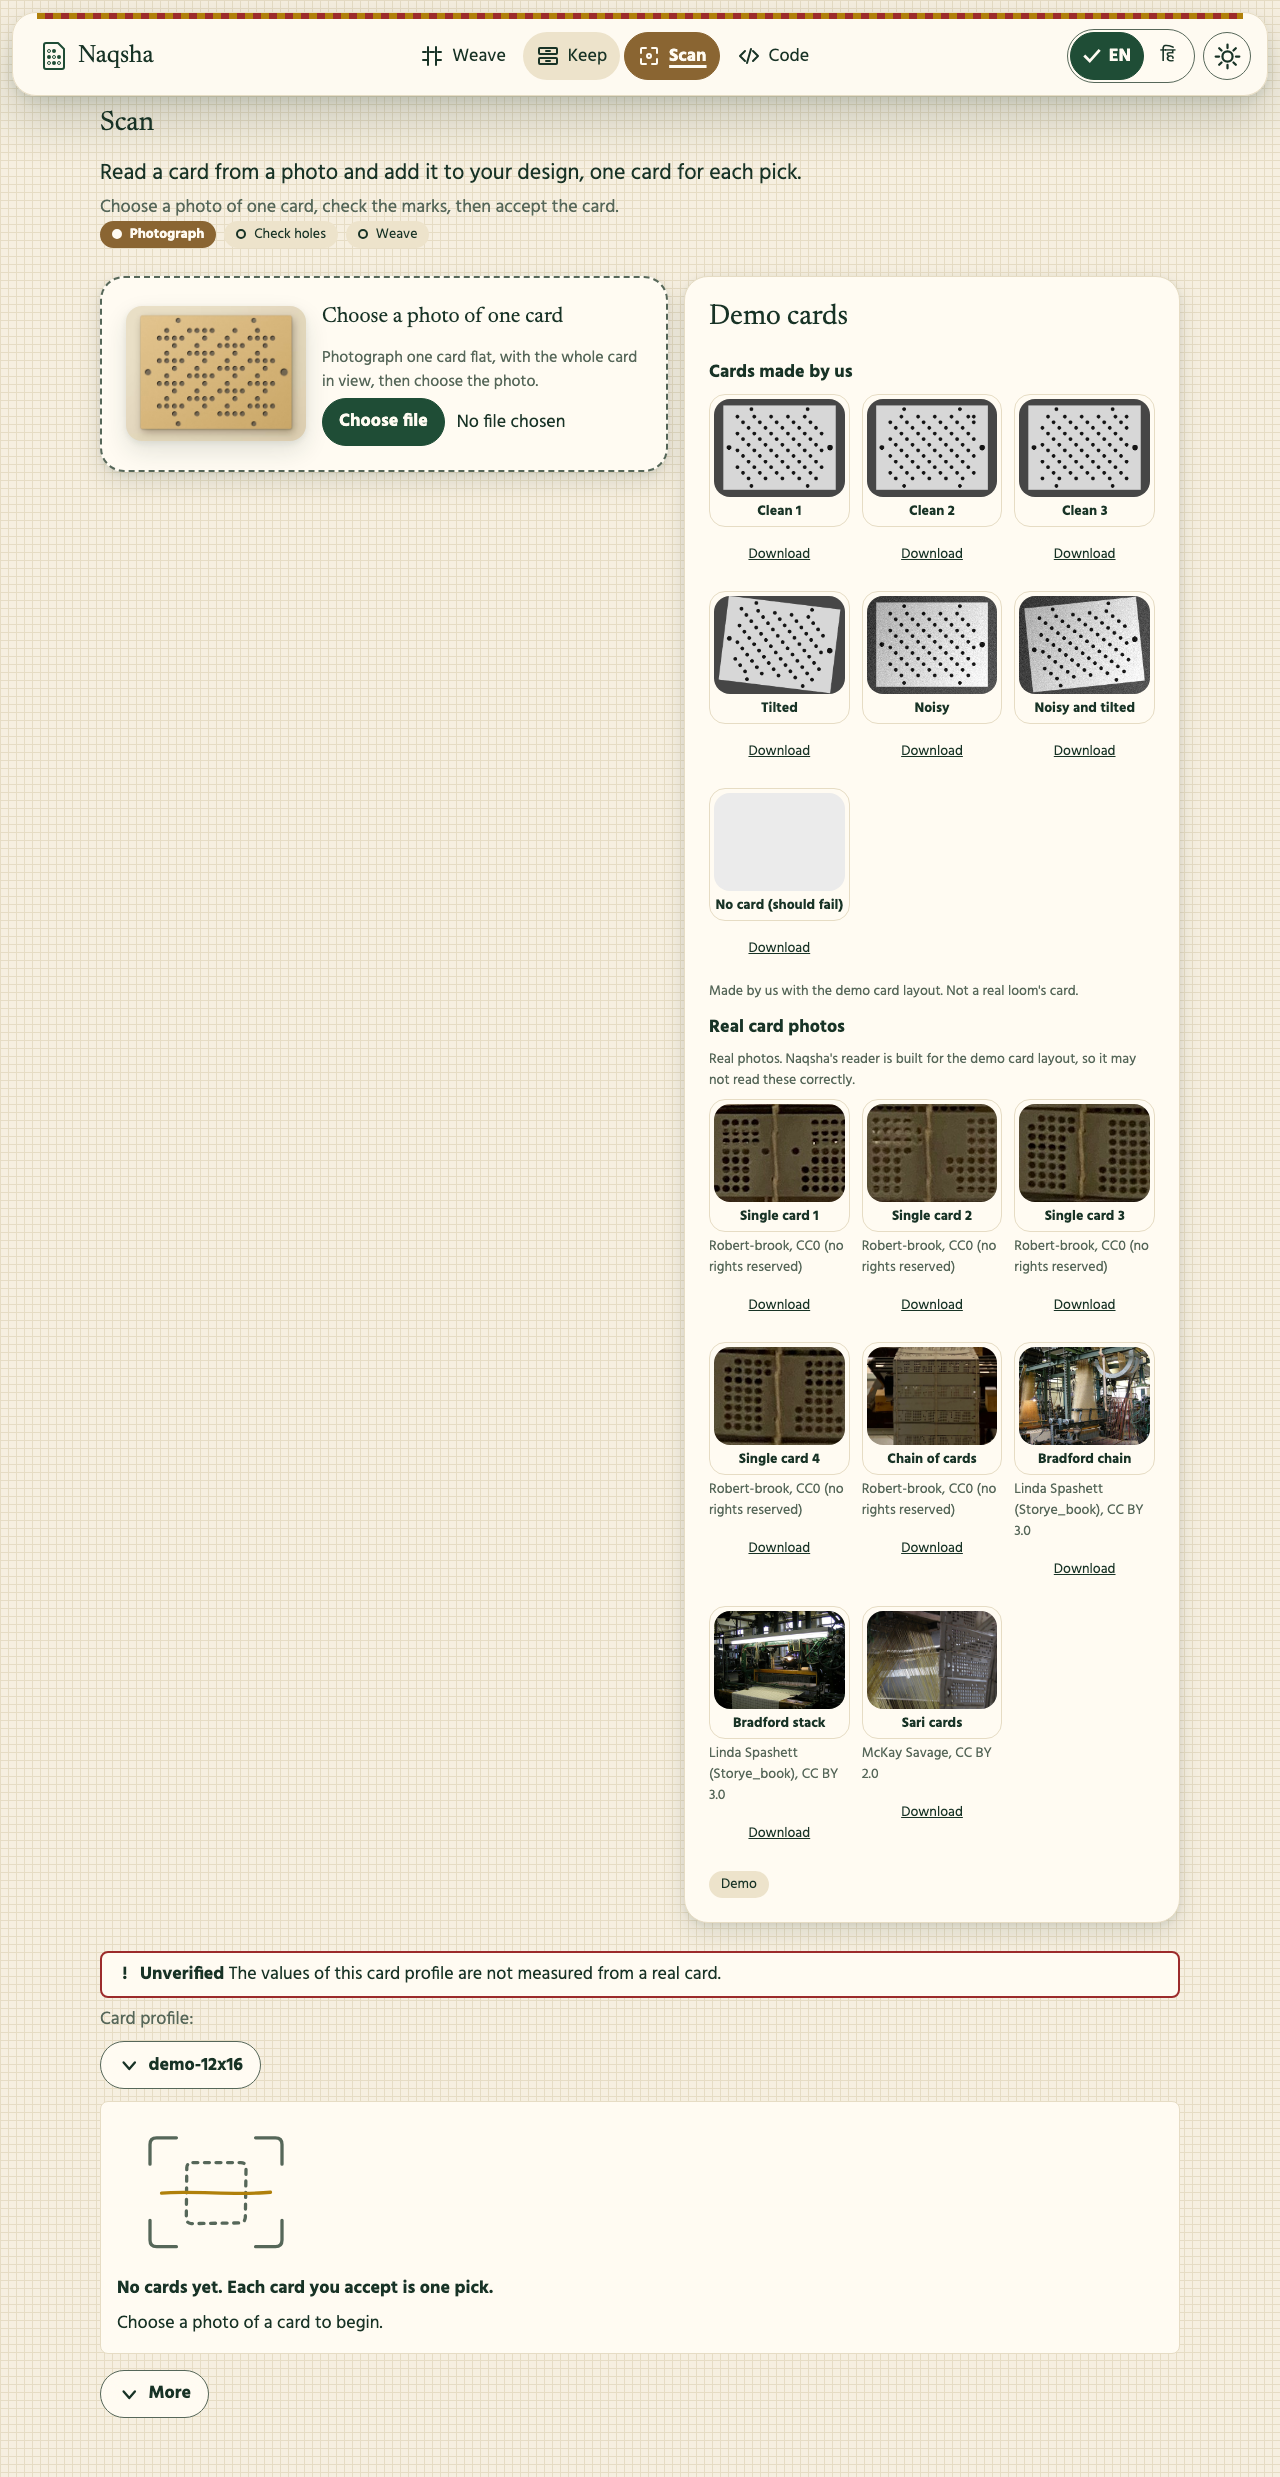 Naqsha
Weave
Keep
Scan
Code
EN
हि
Scan
Read a card from a photo and add it to your design, one card for each pick.
Choose a photo of one card, check the marks, then accept the card.
Photograph
Check holes
Weave
Choose a photo of one card
Photograph one card flat, with the whole card
in view, then choose the photo.
Choose file
No file chosen
Demo cards
Cards made by us
Clean 1
Clean 2
Clean 3
Download
Download
Download
Tilted
Noisy
Noisy and tilted
Download
Download
Download
No card (should fail)
Download
Made by us with the demo card layout. Not a real loom's card.
Real card photos
Real photos. Naqsha's reader is built for the demo card layout, so it may
not read these correctly.
Single card 1
Single card 2
Single card 3
Robert-brook, CC0 (no
rights reserved)
Robert-brook, CC0 (no
rights reserved)
Robert-brook, CC0 (no
rights reserved)
Download
Download
Download
Single card 4
Chain of cards
Bradford chain
Robert-brook, CC0 (no
rights reserved)
Robert-brook, CC0 (no
rights reserved)
Linda Spashett
(Storye_book), CC BY
3.0
Download
Download
Download
Bradford stack
Sari cards
Linda Spashett
(Storye_book), CC BY
3.0
McKay Savage, CC BY
2.0
Download
Download
Demo
! Unverified The values of this card profile are not measured from a real card.
Card profile:
demo-12x16
No cards yet. Each card you accept is one pick.
Choose a photo of a card to begin.
More